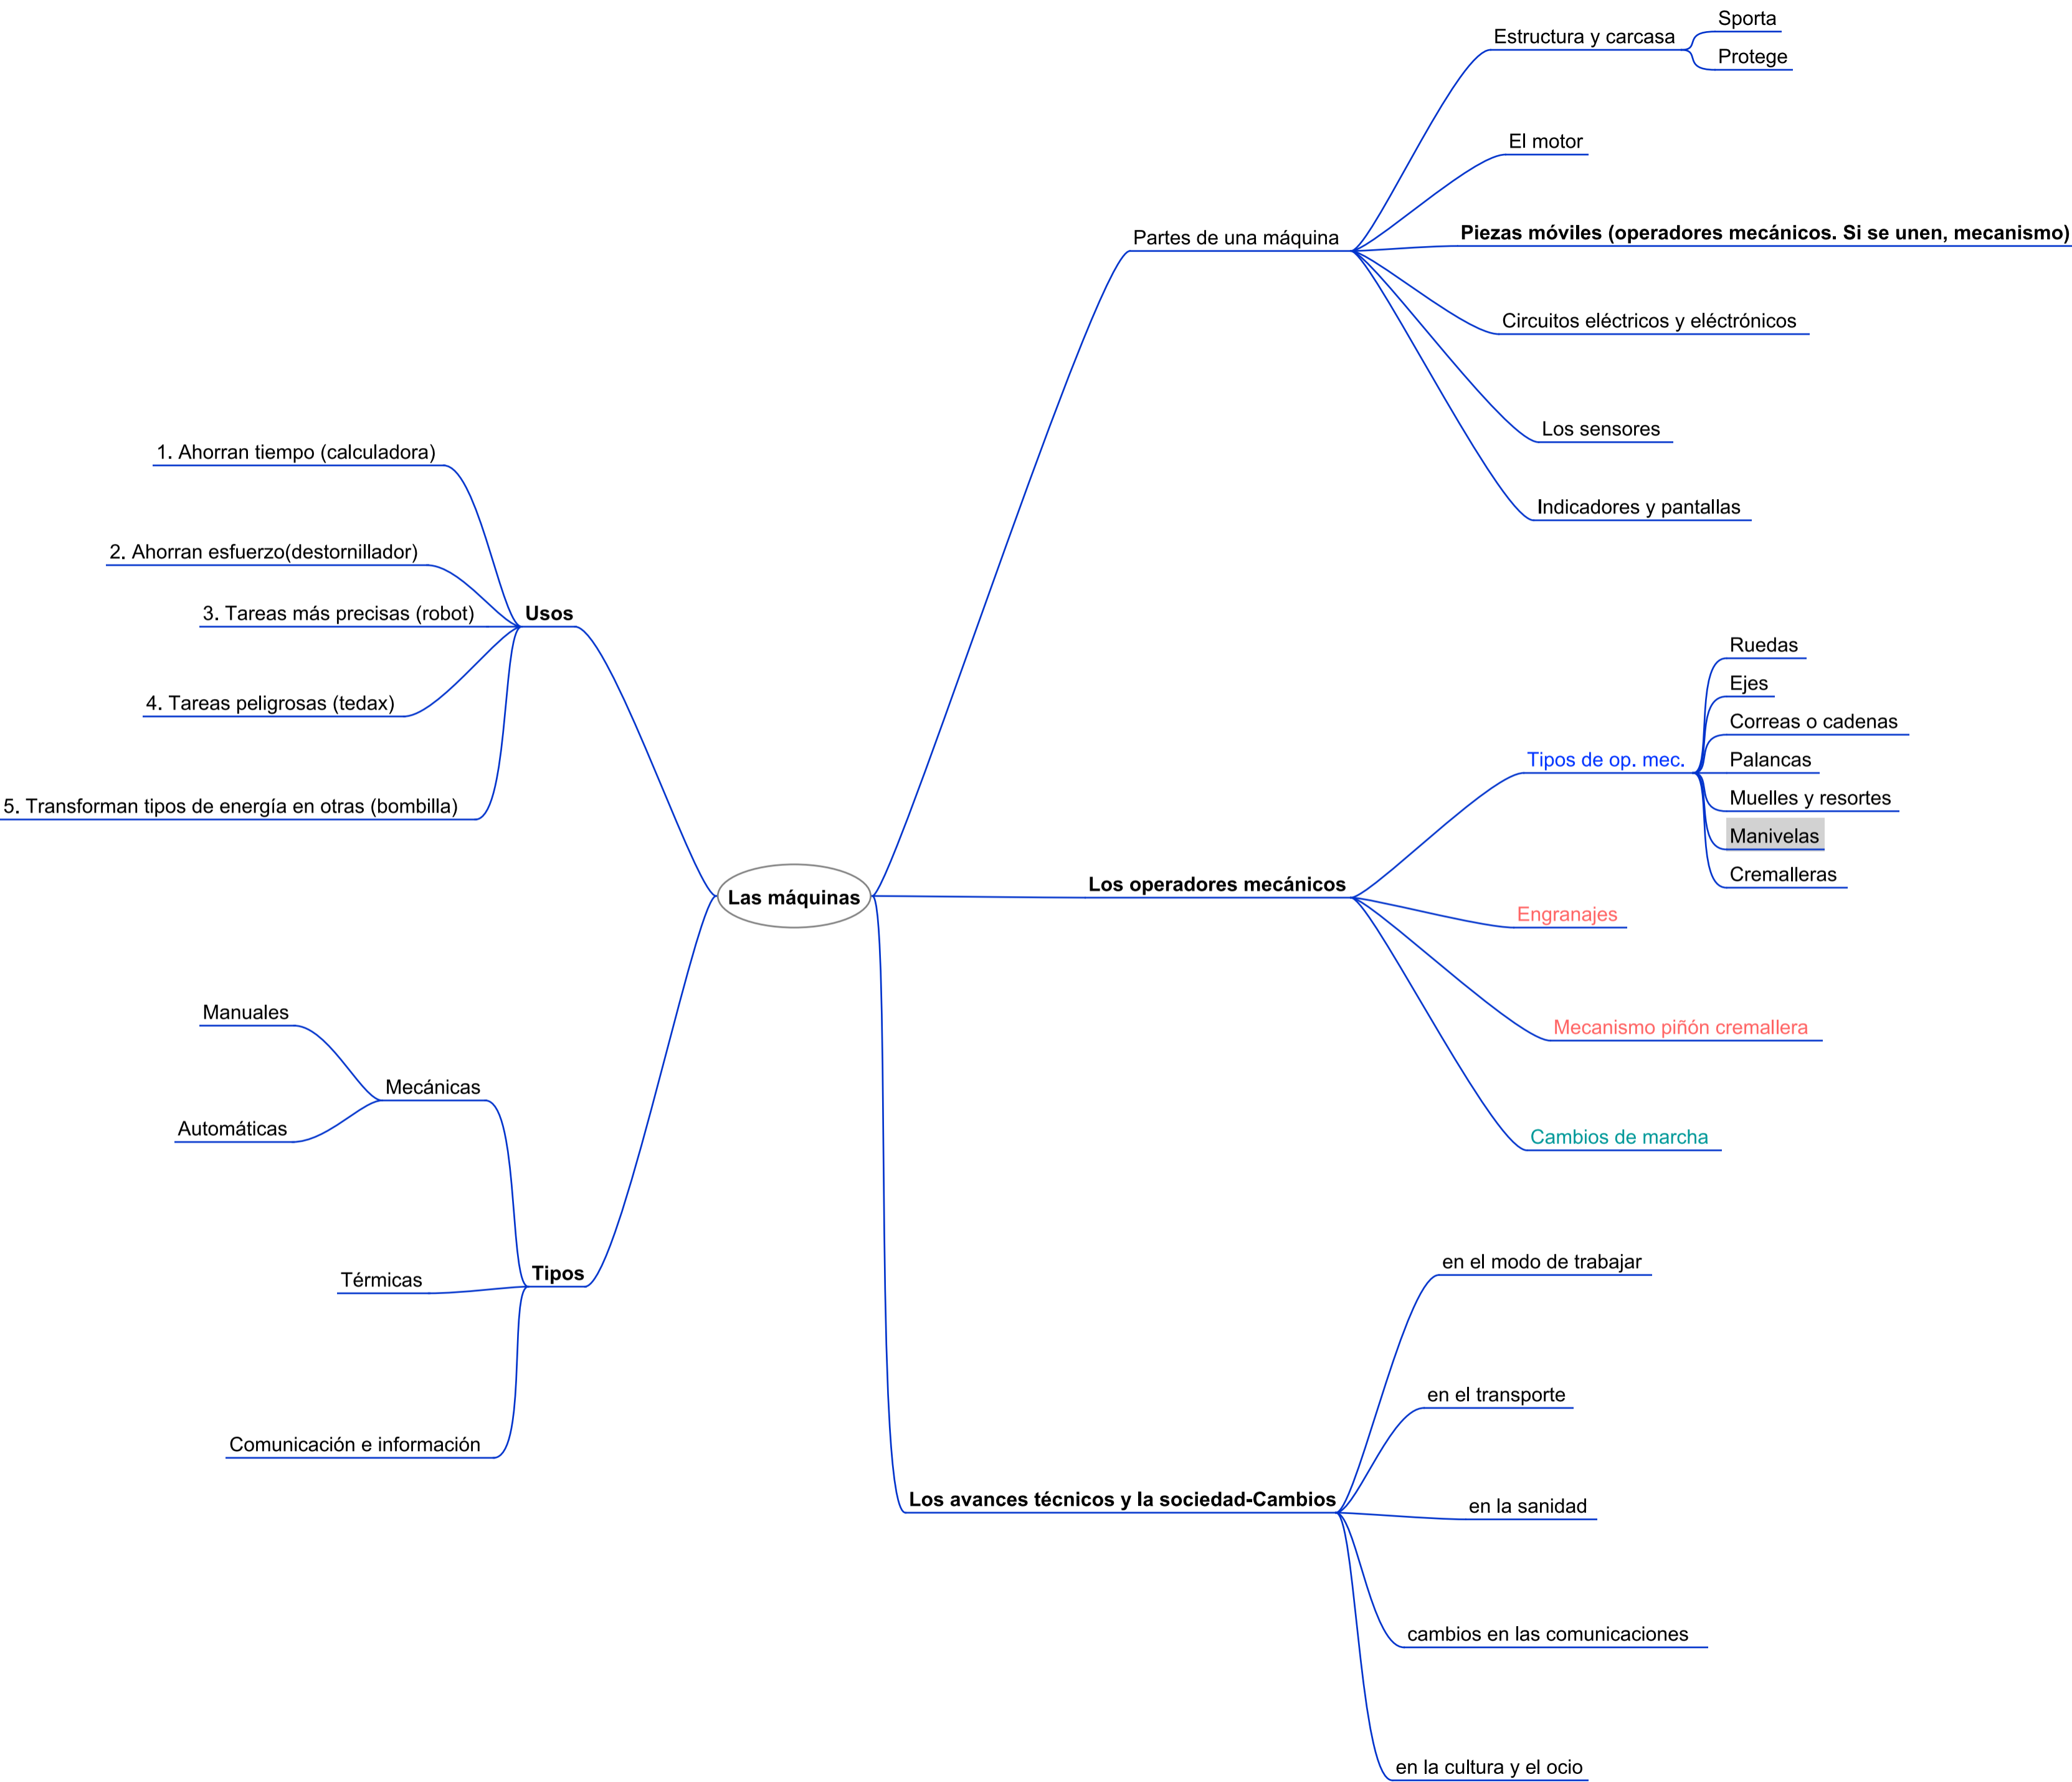 Las máquinas
Usos
1. Ahorran tiempo (calculadora)
2. Ahorran esfuerzo(destornillador)
3. Tareas más precisas (robot)
4. Tareas peligrosas (tedax)
5. Transforman tipos de energía en otras (bombilla)
Tipos
Mecánicas
Manuales
Automáticas
Térmicas
Comunicación e información
Partes de una máquina
Estructura y carcasa
Sporta
Protege
El motor
Piezas móviles (operadores mecánicos. Si se unen, mecanismo)
Circuitos eléctricos y eléctrónicos
Los sensores
Indicadores y pantallas
Los operadores mecánicos
Tipos de op. mec.
Ruedas
Ejes
Correas o cadenas
Palancas
Muelles y resortes
Manivelas
Cremalleras
Engranajes
Mecanismo piñón cremallera
Cambios de marcha
Los avances técnicos y la sociedad-Cambios
en el modo de trabajar
en el transporte
en la sanidad
cambios en las comunicaciones
en la cultura y el ocio